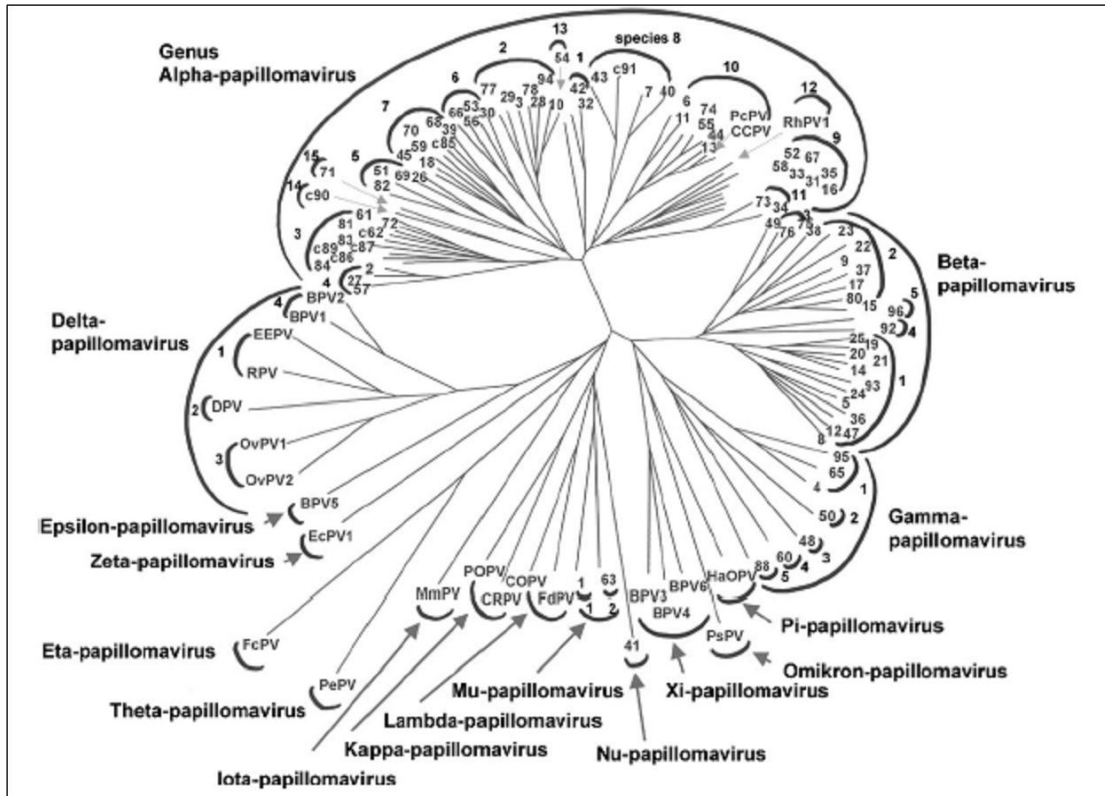 Genus
Alpha-papillomavirus
13
54
1
2
species 8
10
12
9
11
6
7
5
15
71
14
c90
3
4
77
94
78
29
3
28
10
42
32
43
c91
7
40
6
11
74
55
44
13
PcPV
CCPV
RhPV1
52
67
58
33
31
35
16
73
34
53
66
56
30
68
39
70
59
c85
45
18
51
69
26
82
61
81
72
83
c62
c89
c87
c86
84
2
27
57
Delta-
papillomavirus
4
BPV2
BPV1
1
EEPV
RPV
2
DPV
3
OvPV1
OvPV2
Beta-
papillomavirus
3
49
75
76
38
23
22
2
9
37
17
80
15
5
96
92
4
25
19
20
21
14
1
93
24
5
36
12
47
8
Gamma-
papillomavirus
95
65
4
1
50
2
48
3
60
4
88
5
Epsilon-papillomavirus
BPV5
Zeta-papillomavirus
EcPV1
Eta-papillomavirus
FcPV
Theta-papillomavirus
PePV
Iota-papillomavirus
MmPV
Kappa-papillomavirus
POPV
CRPV
Lambda-papillomavirus
COPV
FdPV
Mu-papillomavirus
1
63
1
2
Nu-papillomavirus
41
Xi-papillomavirus
BPV3
BPV4
BPV6
Omikron-papillomavirus
PsPV
Pi-papillomavirus
HaOPV